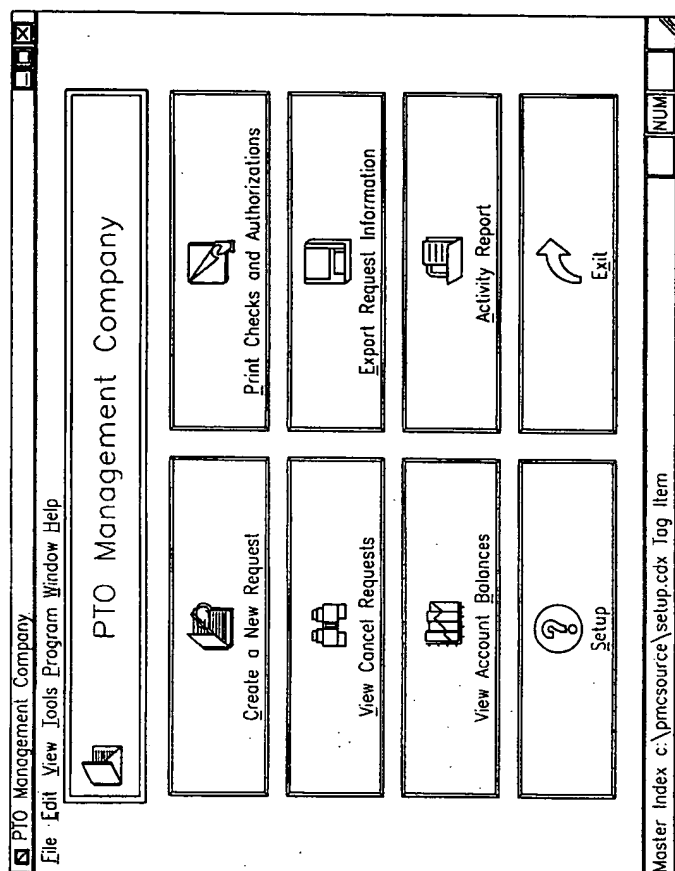 PTO Management Company
File Edit View Tools Program Window Help
PTO Management Company
Create a New Request
Print Checks and Authorizations
View Cancel Requests
Export Request Information
View Account Balances
Activity Report
Setup
Exit
Master Index c:\pmcsource\setup.cdx Tag Item
NUM